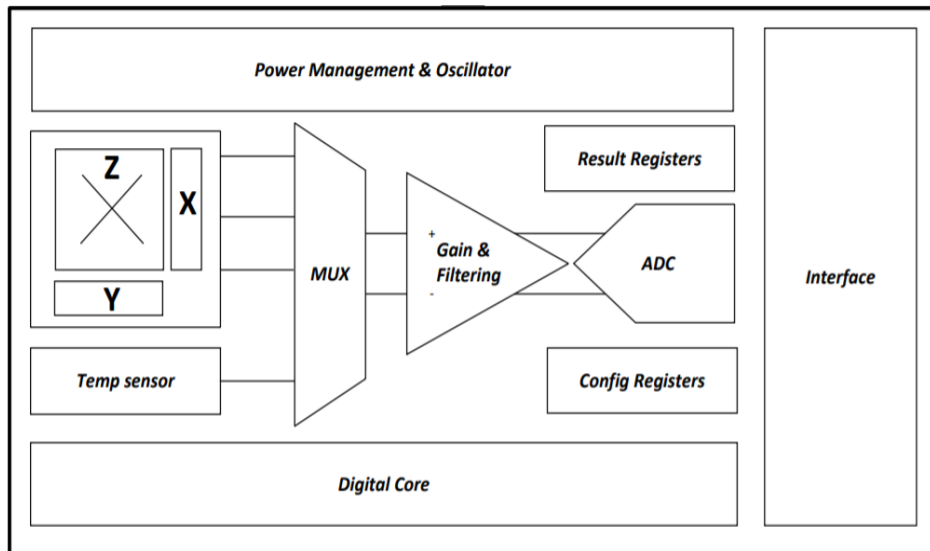 Power Management & Oscillator
Z
X
Y
Temp sensor
MUX
+
Gain &
Filtering
-
Result Registers
ADC
Config Registers
Interface
Digital Core